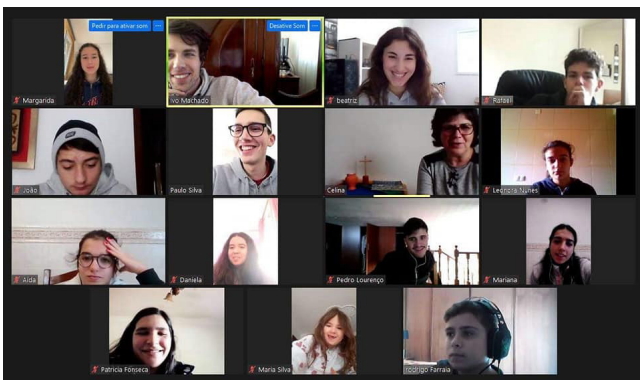 Pedir para ativar som ...
Margarida
Desative Som ...
Ivo Machado
beatriz
Rafael
João
Paulo Silva
Celina
Leonora Nunes
Aida
Daniela
Pedro Lourenço
Mariana
Patricia Fonseca
Maria Silva
rodrigo Farraia